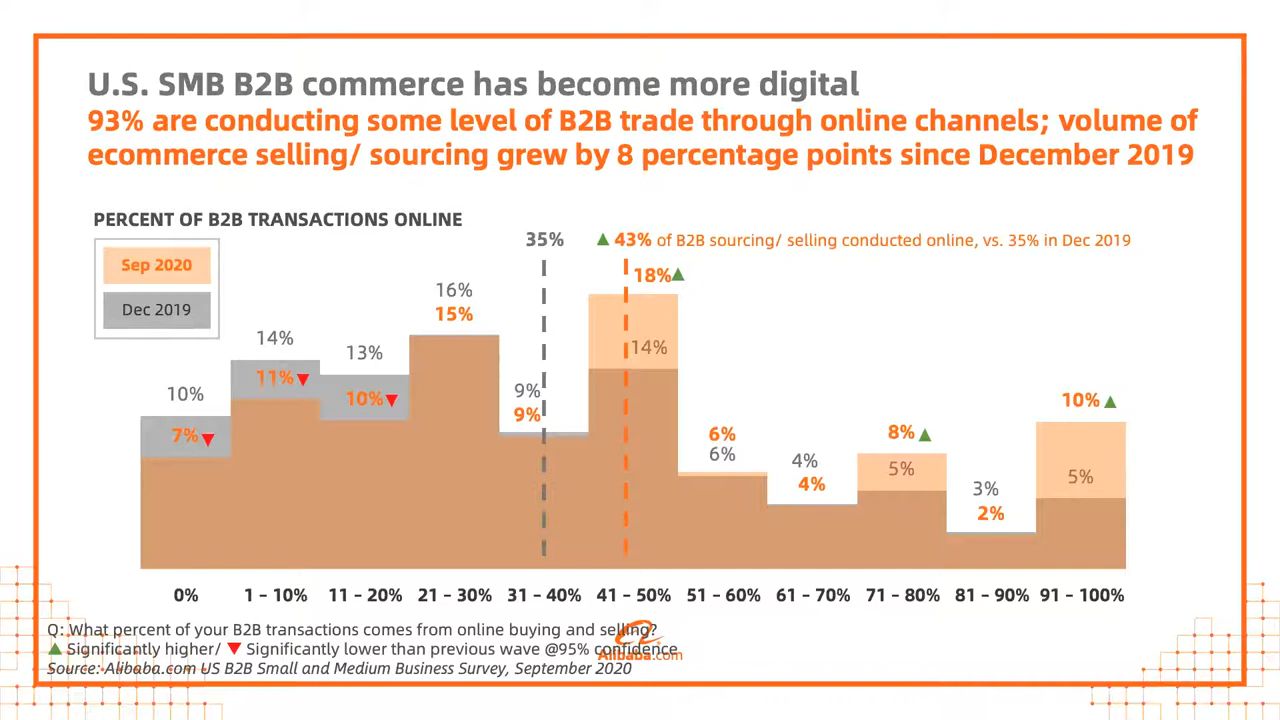 U.S. SMB B2B commerce has become more digital
93% are conducting some level of B2B trade through online channels; volume of
ecommerce selling/ sourcing grew by 8 percentage points since December 2019
PERCENT OF B2B TRANSACTIONS ONLINE
Sep 2020
Dec 2019
35%
▲ 43% of B2B sourcing/ selling conducted online, vs. 35% in Dec 2019
10%
7% ▼
14%
11% ▼
13%
10% ▼
16%
15%
9%
9%
18% ▲
14%
6%
6%
4%
4%
8% ▲
5%
3%
2%
10% ▲
5%
0% 1 – 10% 11 – 20% 21 – 30% 31 – 40% 41 – 50% 51 – 60% 61 – 70% 71 – 80% 81 – 90% 91 – 100%
Q: What percent of your B2B transactions comes from online buying and selling?
▲ Significantly higher/ ▼ Significantly lower than previous wave @95% confidence
Alibaba.com
Source: Alibaba.com US B2B Small and Medium Business Survey, September 2020